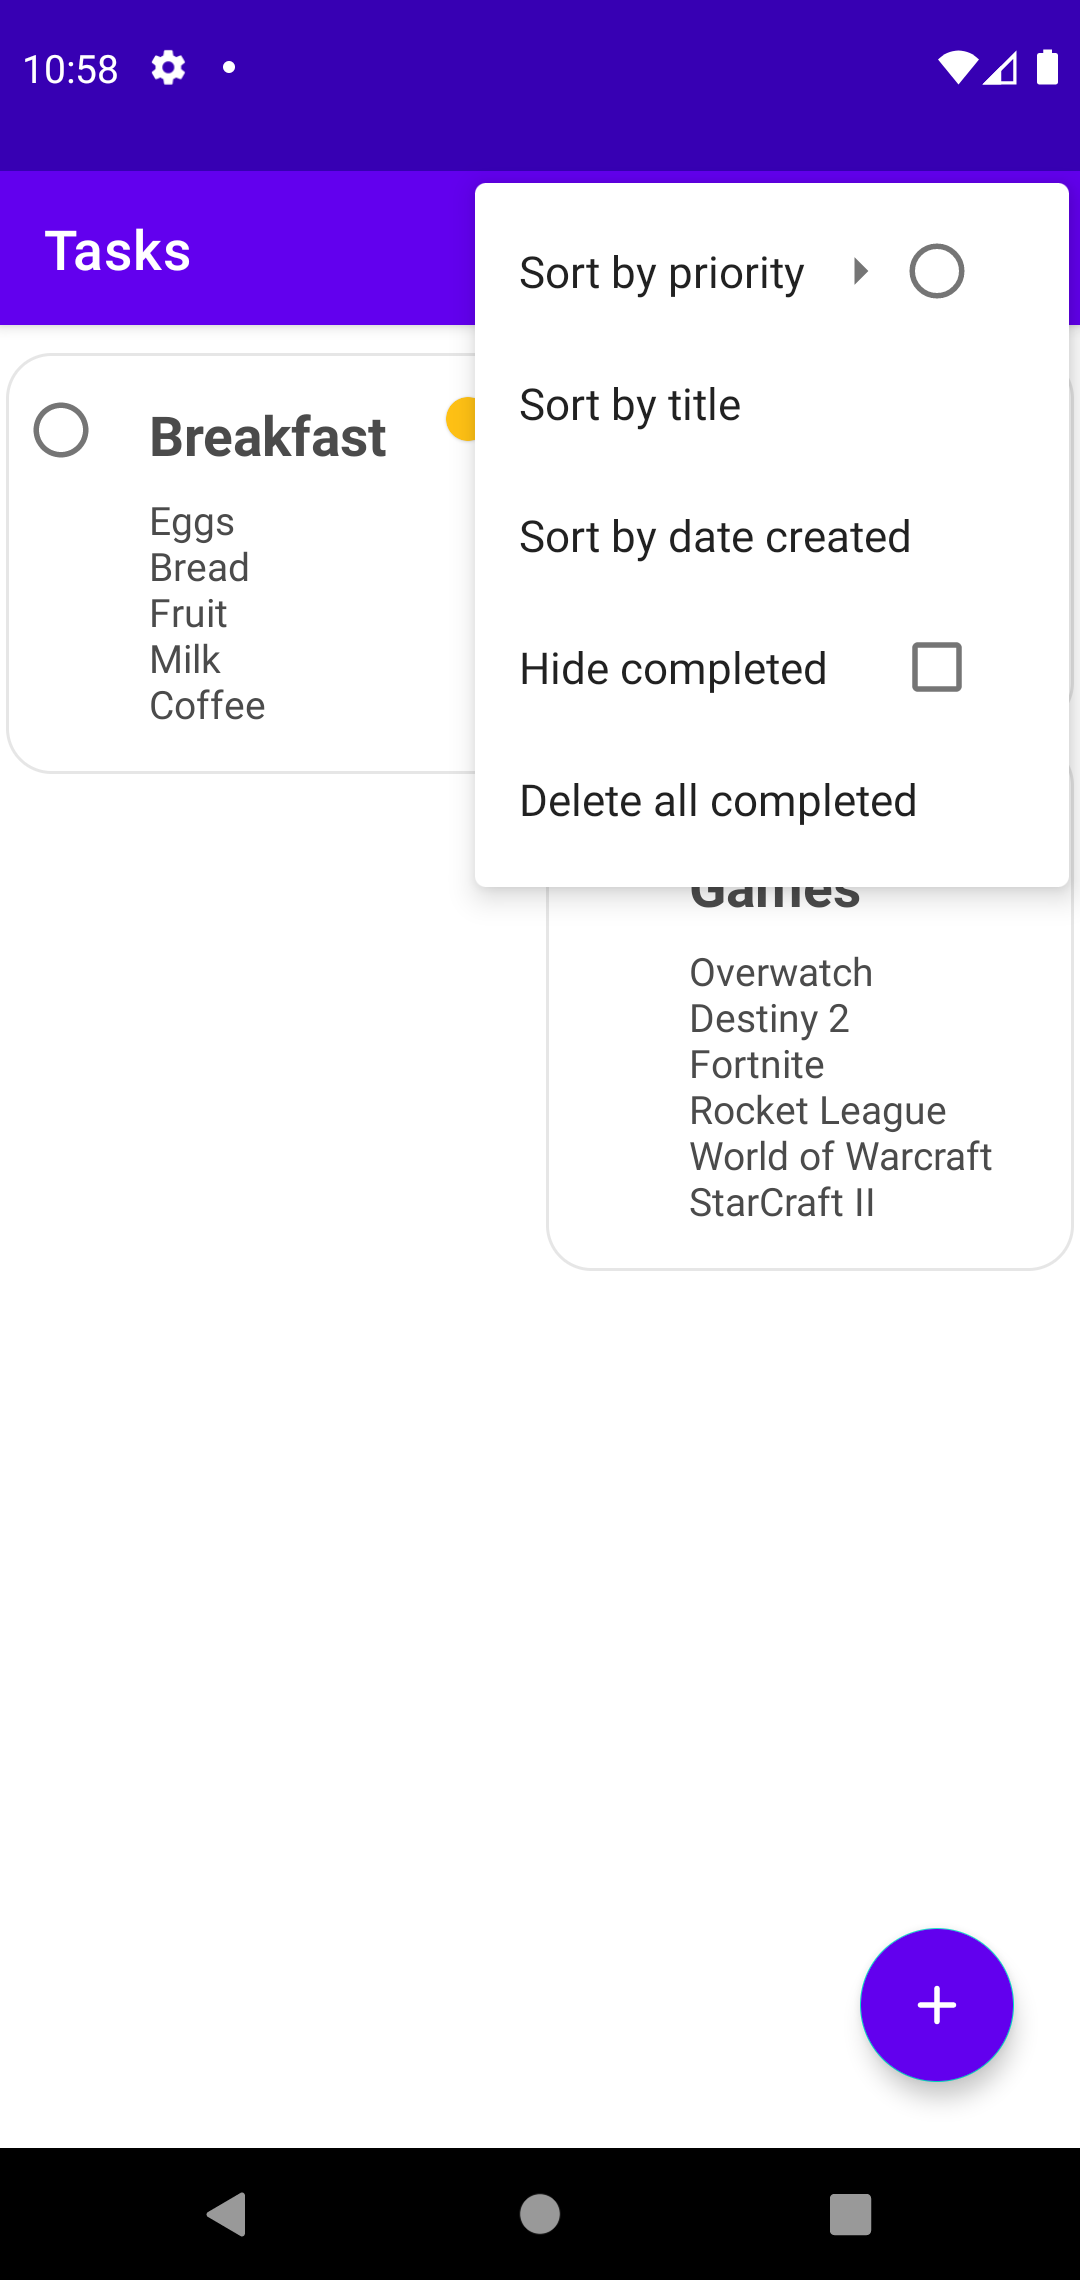 10:58
Tasks
Sort by priority
Sort by title
Sort by date created
Hide completed
Delete all completed
Breakfast
Eggs
Bread
Fruit
Milk
Coffee
Games
Overwatch
Destiny 2
Fortnite
Rocket League
World of Warcraft
StarCraft II